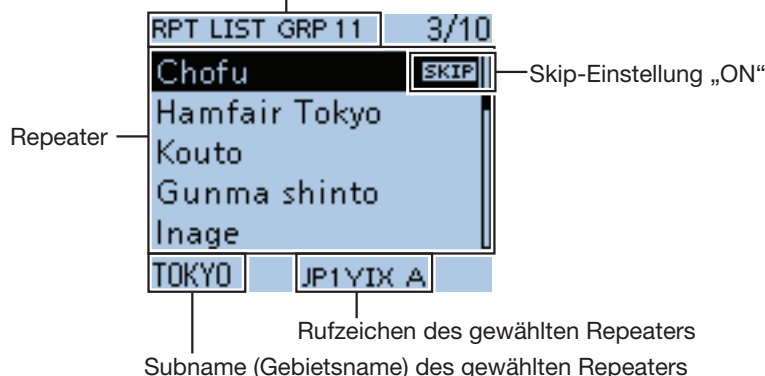 RPT LIST GRP 11 3/10
Chofu SKIP
Skip-Einstellung „ON“
Hamfair Tokyo
Repeater
Kouto
Gunma shinto
Inage
TOKYO JP1YIX A
Rufzeichen des gewählten Repeaters
Subname (Gebietsname) des gewählten Repeaters